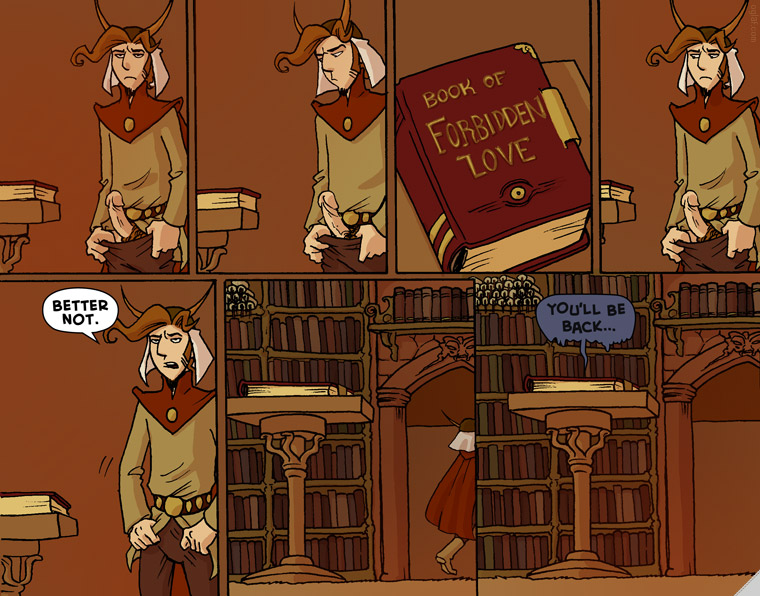 BOOK OF
FORBIDDEN
LOVE
BETTER
NOT.
YOU'LL BE
BACK...